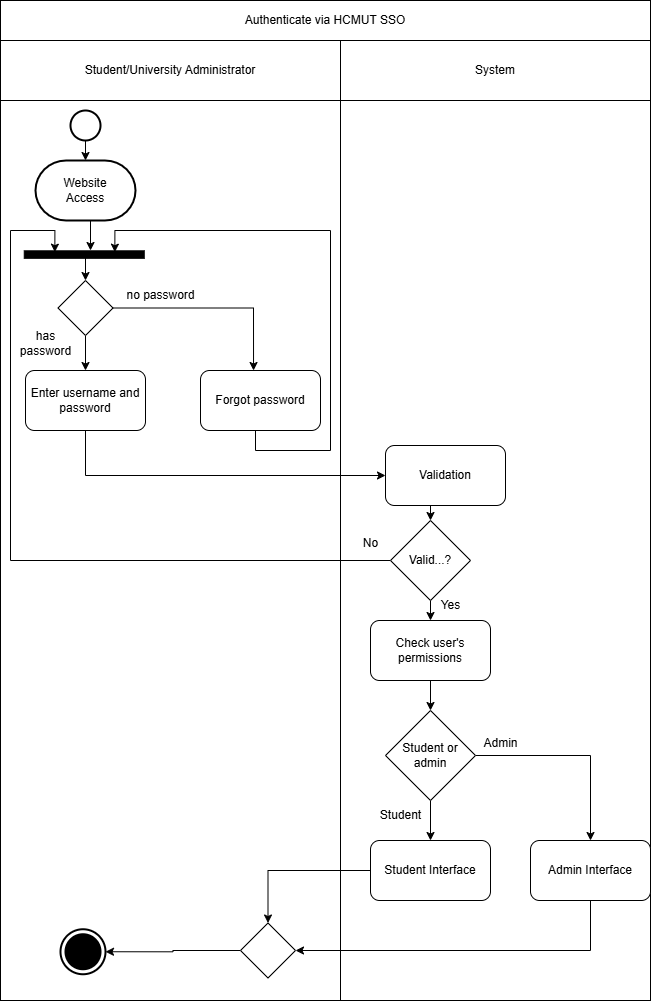 Authenticate via HCMUT SSO
Student/University Administrator
System
Website
Access
no password
has
password
Enter username and
password
Forgot password
Validation
No
Valid...?
Yes
Check user's
permissions
Student or
admin
Admin
Student
Student Interface
Admin Interface